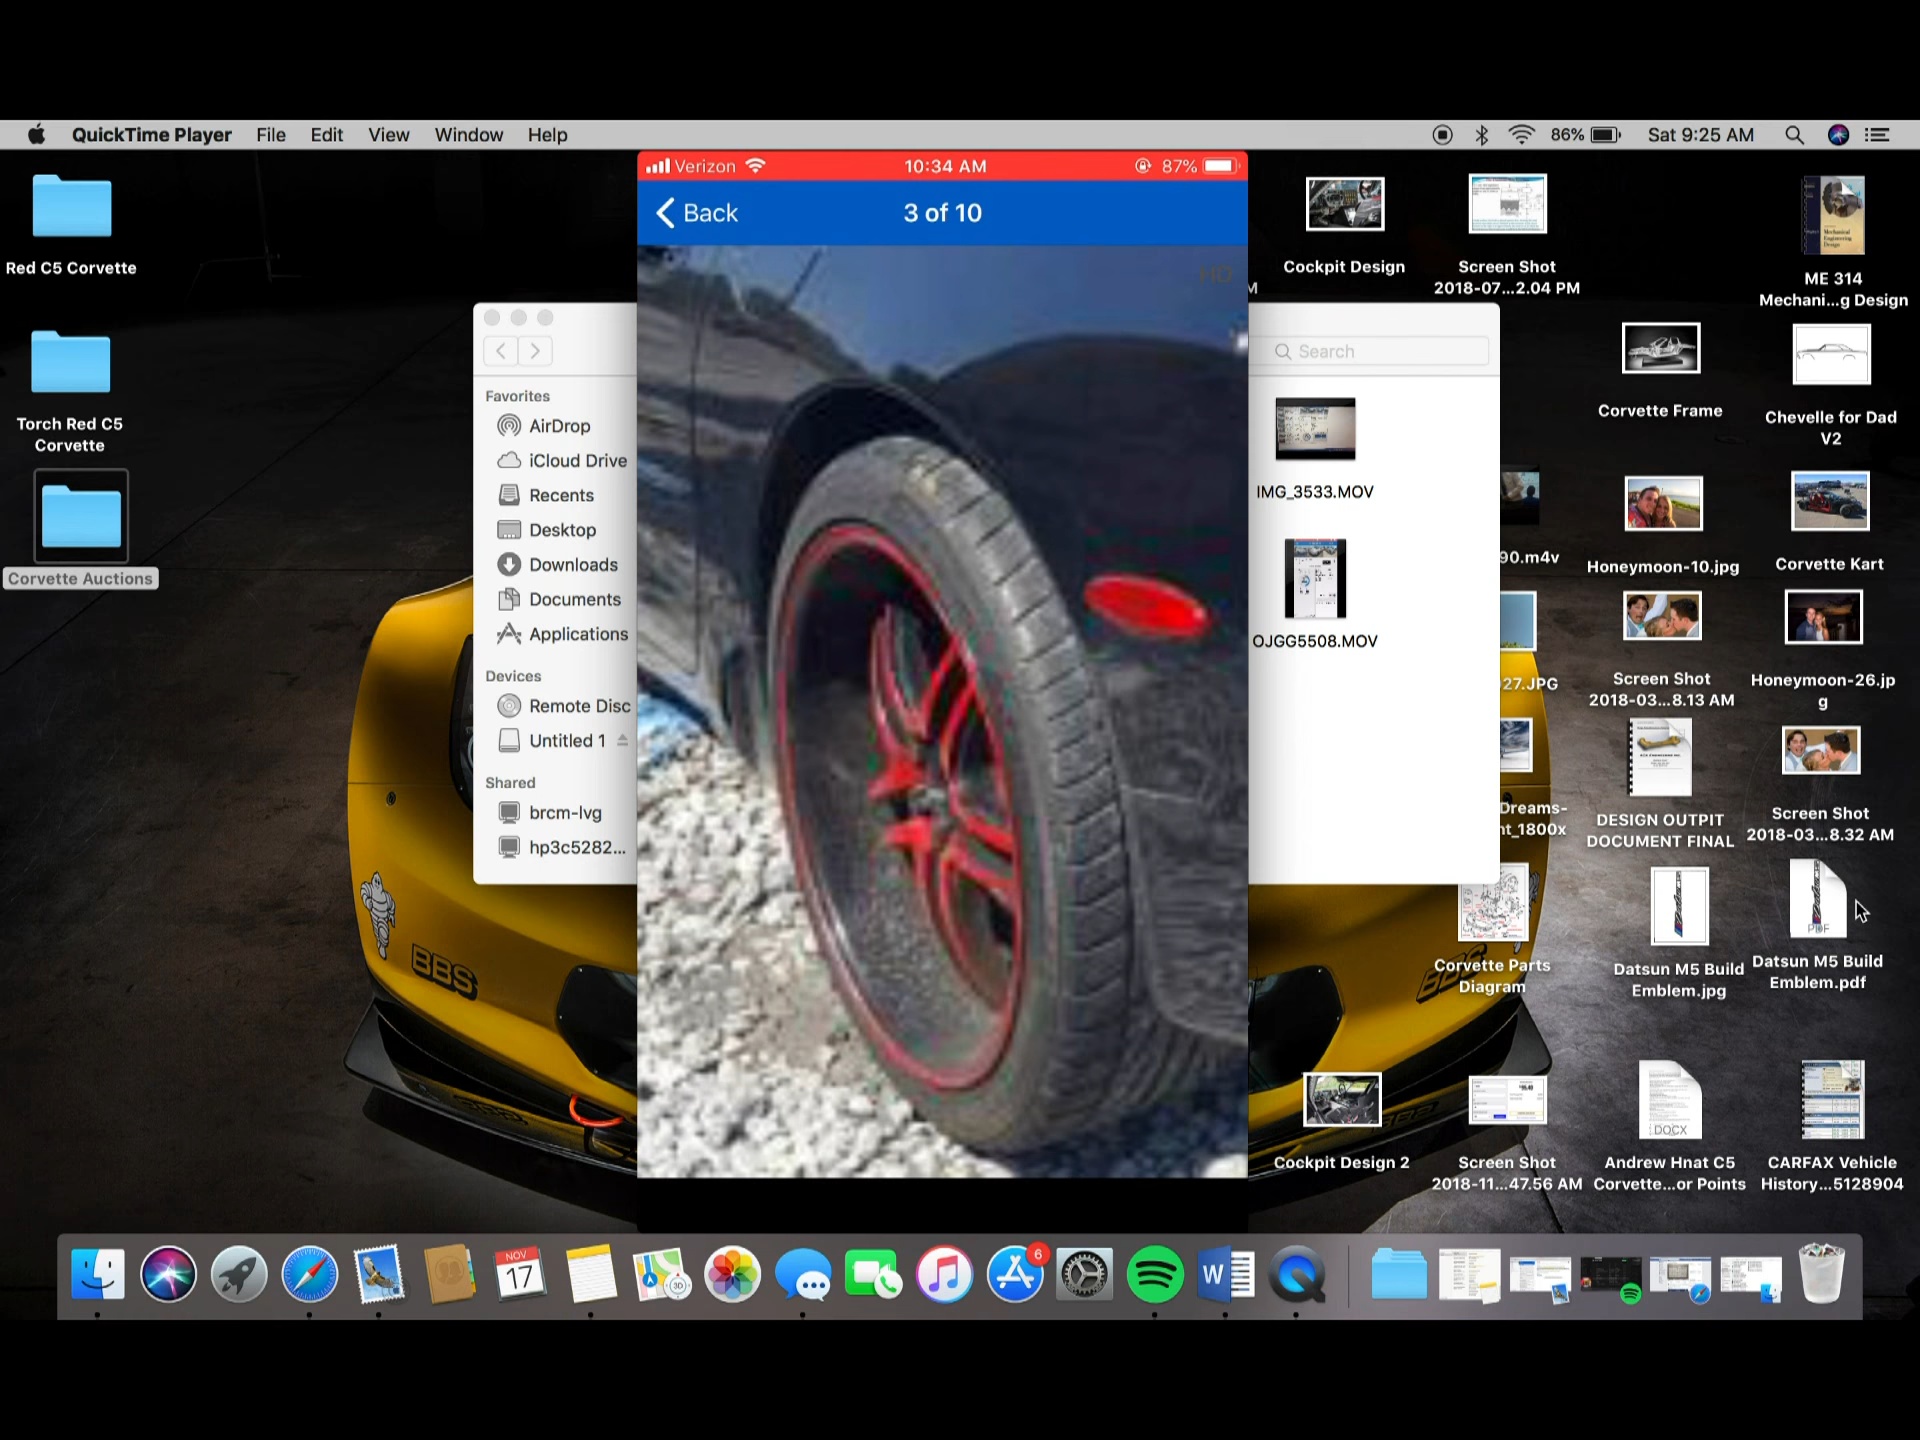 QuickTime Player File Edit View Window Help
86% Sat 9:25 AM
Verizon 10:34 AM 87%
Back 3 of 10
HD
Red C5 Corvette
Torch Red C5
Corvette
Corvette Auctions
Search
Favorites
AirDrop
iCloud Drive
Recents
Desktop
Downloads
Documents
Applications
Devices
Remote Disc
Untitled 1
Shared
brcm-lvg
hp3c5282...
IMG_3533.MOV
OJGG5508.MOV
Cockpit Design
M
Screen Shot
2018-07...2.04 PM
ME 314
Mechani...g Design
Corvette Frame
Chevelle for Dad
V2
90.m4v
Honeymoon-10.jpg
Corvette Kart
27.JPG
Screen Shot
2018-03...8.13 AM
Honeymoon-26.jp
g
Dreams-
nt_1800x
DESIGN OUTPIT
DOCUMENT FINAL
Screen Shot
2018-03...8.32 AM
Corvette Parts
Diagram
Datsun M5 Build
Emblem.jpg
PDF
Datsun M5 Build
Emblem.pdf
BBS
BBS
Cockpit Design 2
Screen Shot
2018-11...47.56 AM
DOCX
Andrew Hnat C5
Corvette...or Points
CARFAX Vehicle
History...5128904
NOV
17
3D
6
W